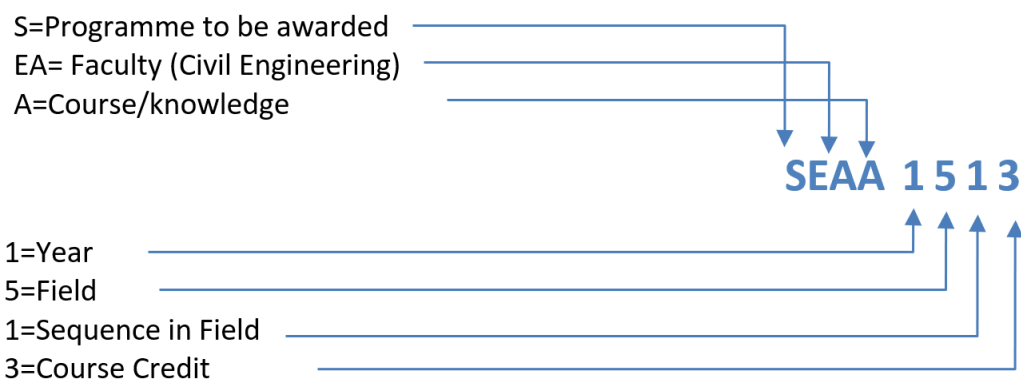 S=Programme to be awarded
EA= Faculty (Civil Engineering)
A=Course/knowledge
SEAA 1 5 1 3
1=Year
5=Field
1=Sequence in Field
3=Course Credit